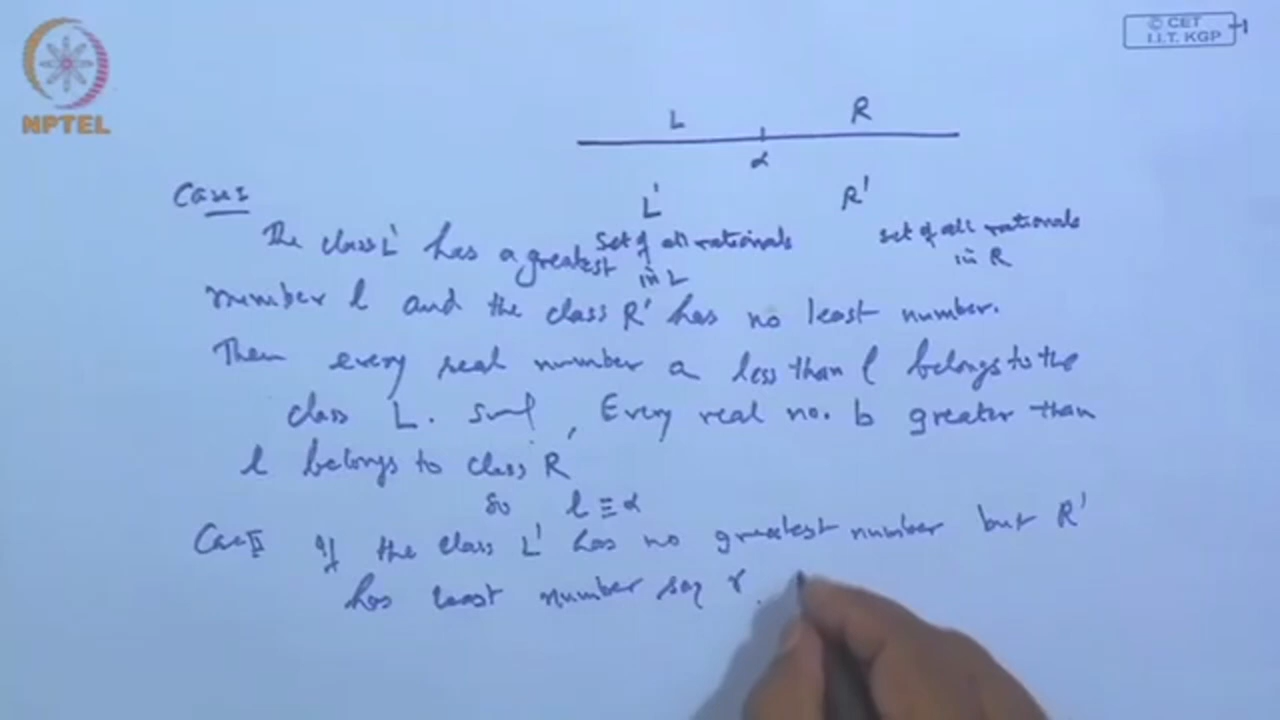 © CET
I.I.T. KGP
NPTEL
L R
α
L' R'
Case I
set of all rationals in L
set of all rationals in R
The class L' has a greatest
number l and the class R' has no least number.
Then every real number a less than l belongs to the
class L. Siml, Every real no. b greater than
l belongs to class R
so l ≡ α
Case II If the class L' has no greatest number but R'
has least number say r.